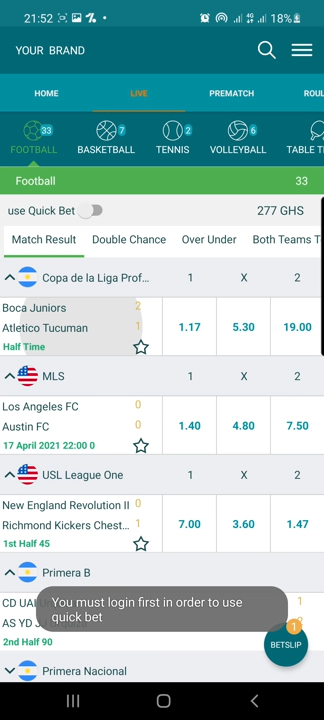 21:52
4G
18%
YOUR BRAND
HOME LIVE PREMATCH ROUL
33 7 2 6
FOOTBALL BASKETBALL TENNIS VOLLEYBALL TABLE T
Football 33
use Quick Bet 277 GHS
Match Result Double Chance Over Under Both Teams T
Copa de la Liga Prof... 1 X 2
Boca Juniors 2
Atletico Tucuman 1 1.17 5.30 19.00
Half Time
MLS 1 X 2
Los Angeles FC 0
Austin FC 0 1.40 4.80 7.50
17 April 2021 22:00 0
USL League One 1 X 2
New England Revolution II 0
Richmond Kickers Chest... 1 7.00 3.60 1.47
1st Half 45
Primera B 1 X 2
CD UAI 1
AS YD
2nd Half 90
You must login first in order to use
quick bet
1
BETSLIP
Primera Nacional